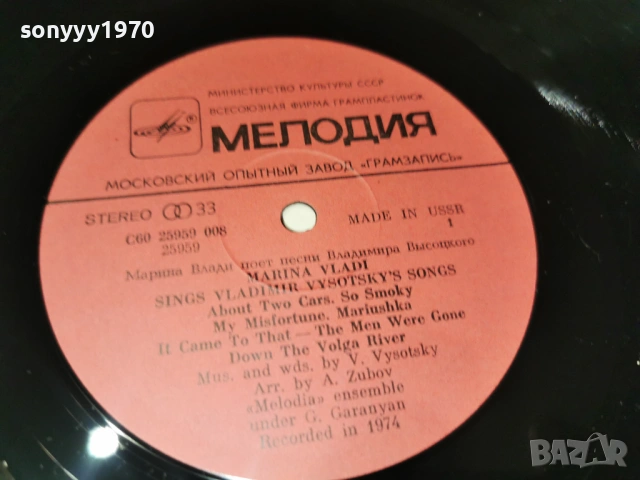 sonyyy1970
МИНИСТЕРСТВО КУЛЬТУРЫ СССР
ВСЕСОЮЗНАЯ ФИРМА ГРАМПЛАСТИНОК
МЕЛОДИЯ
МОСКОВСКИЙ ОПЫТНЫЙ ЗАВОД «ГРАМЗАПИСЬ»
STEREO 33
MADE IN USSR
С60 25959 008
1
25959
Марина Влади поет песни Владимира Высоцкого
MARINA VLADI
SINGS VLADIMIR VYSOTSKY'S SONGS
About Two Cars. So Smoky
My Misfortune. Mariushka
It Came To That — The Men Were Gone
Down The Volga River
Mus. and wds. by V. Vysotsky
Arr. by A. Zubov
«Melodia» ensemble
under G. Garanyan
Recorded in 1974
BAZAR